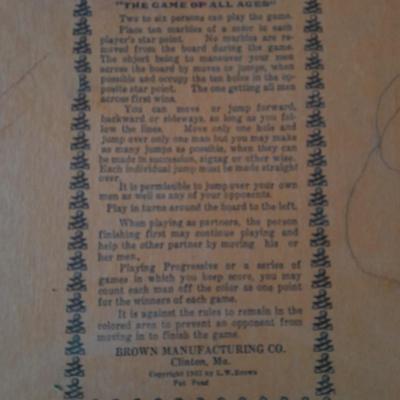 "THE GAME OF ALL AGES"
Two to six persons can play the game.
Place ten marbles of a color in each
player's star point. No marbles are re-
moved from the board during the game.
The object being to maneuver your men
across the board by moves or jumps, when
possible and occupy the ten holes in the op-
posite star point. The one getting all men
across first wins.
You can move or jump forward,
backward or sideways, so long as you fol-
low the lines. Move only one hole and
jump over only one man but you may make
as many jumps as possible, when they can
be made in succession, zigzag or other wise.
Each individual jump must be made straight
over.
It is permissible to jump over your own
men as well as any of your opponents.
Play in turns around the board to the left.
When playing as partners, the person
finishing first may continue playing and
help the other partner by moving his or
her men.
Playing Progressive or a series of
games in which you keep score, you may
count each man off the color as one point
for the winners of each game.
It is against the rules to remain in the
colored area to prevent an opponent from
moving in to finish the game.
BROWN MANUFACTURING CO.
Clinton, Mo.
Copyright by L.W. Brown
Pat Pend